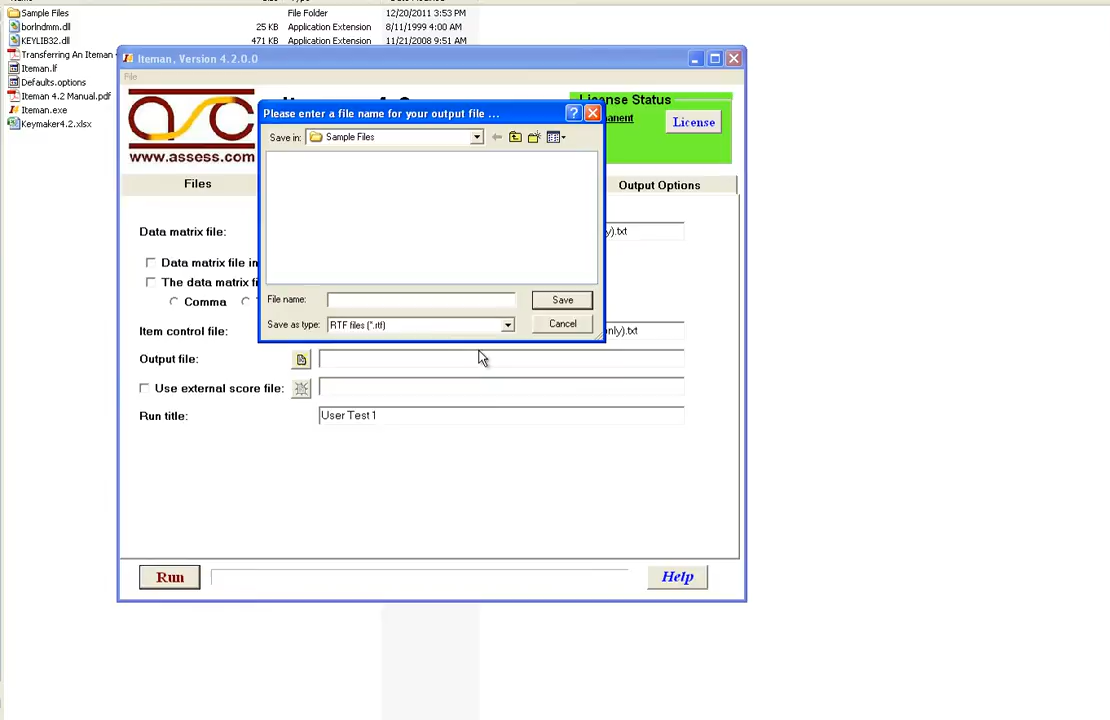 Sample Files File Folder 12/20/2011 3:53 PM
borlndmm.dll 25 KB Application Extension 8/11/1999 4:00 AM
KEYLIB32.dll 471 KB Application Extension 11/21/2008 9:51 AM
Transferring An Iteman
Iteman.lf
Defaults.options
Iteman 4.2 Manual.pdf
Iteman.exe
Keymaker4.2.xlsx
Iteman, Version 4.2.0.0
File
asc
www.assess.com
License Status
License
Please enter a file name for your output file ...
Save in: Sample Files
File name: Save
Save as type: RTF files (*.rtf) Cancel
Files Output Options
Data matrix file: y).txt
Data matrix file in
The data matrix fi
Comma
Item control file: only).txt
Output file:
Use external score file:
Run title: User Test 1
Run Help